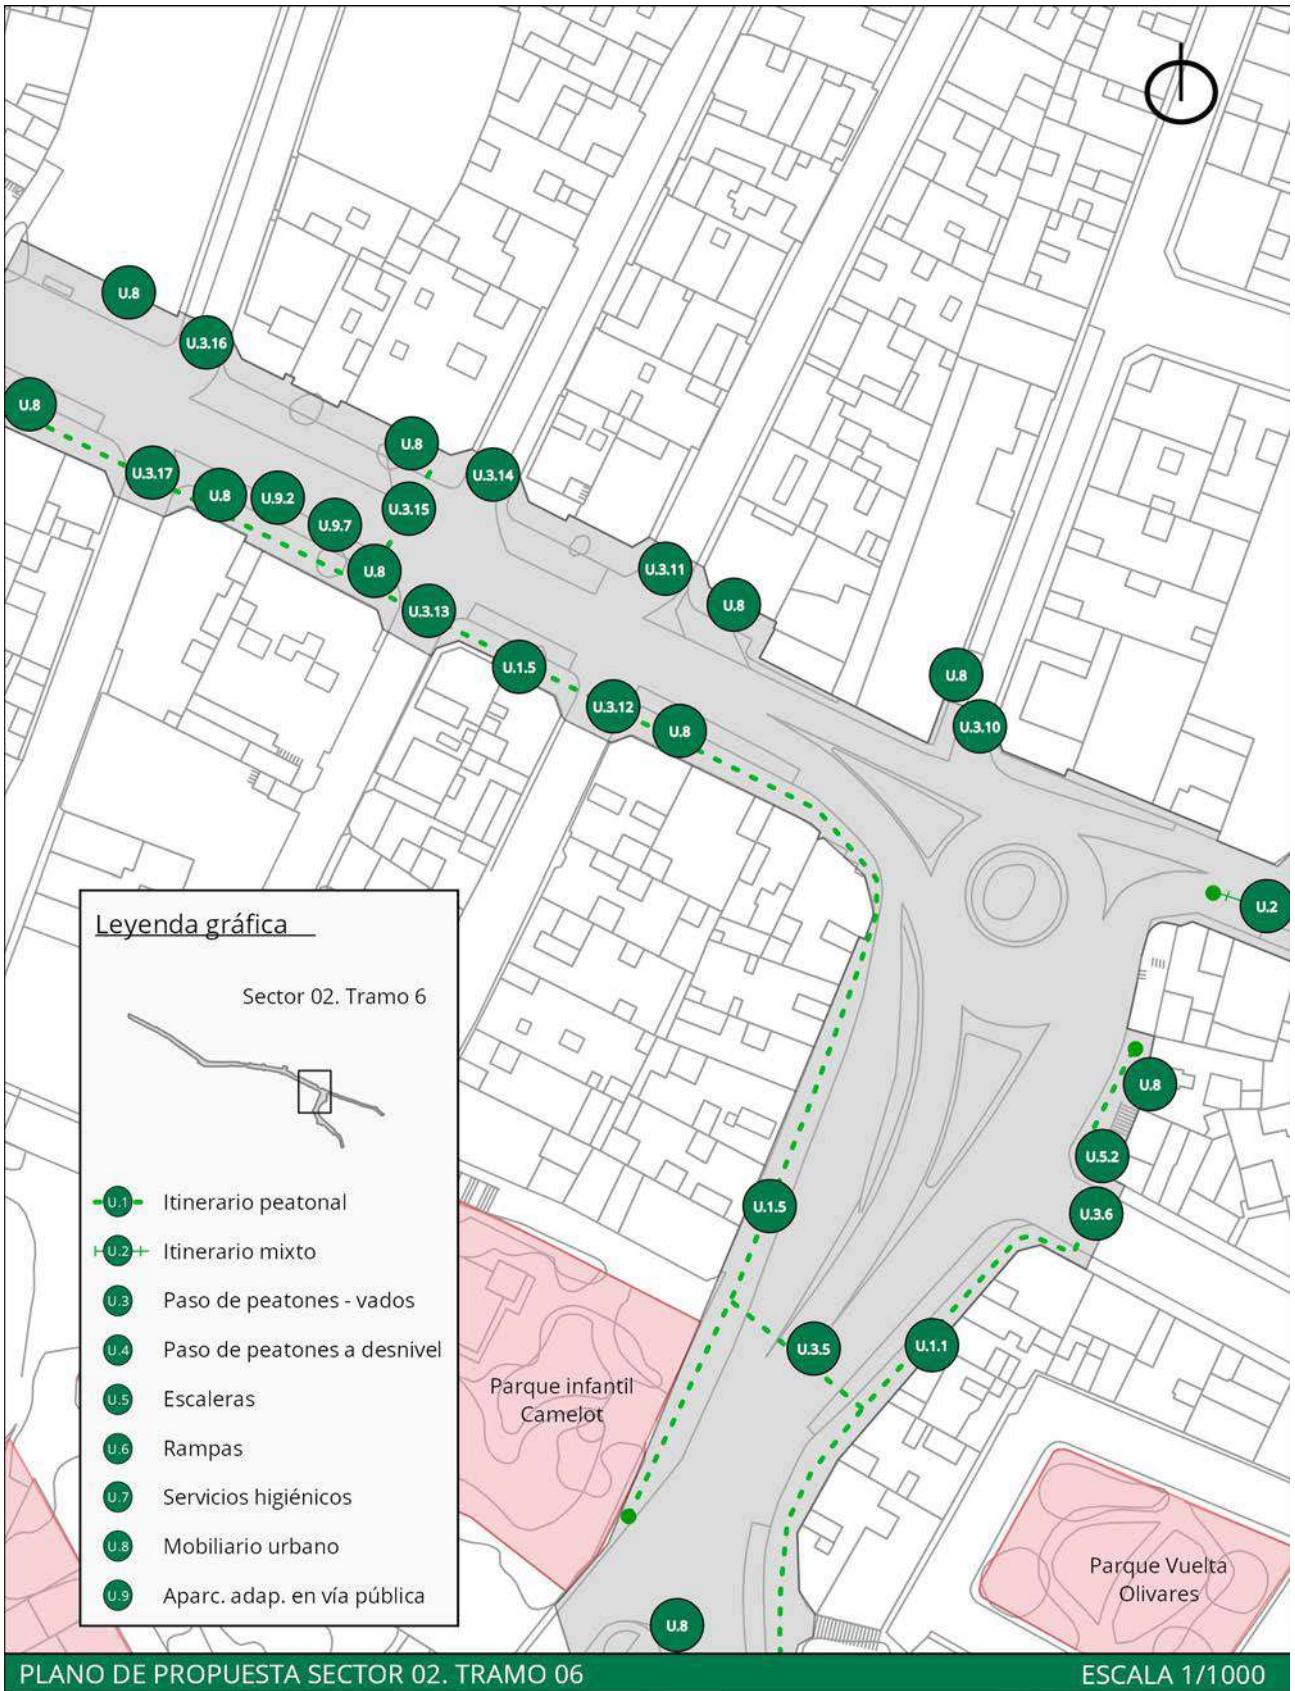 U.8
U.3.16
U.8
U.8
U.3.17
U.8
U.9.2
U.3.14
U.3.15
U.9.7
U.8
U.3.11
U.3.13
U.8
U.1.5
U.8
U.3.12
U.8
U.3.10
U.2
Leyenda gráfica
Sector 02. Tramo 6
U.8
U.5.2
U.1.5
U.3.6
U.1 Itinerario peatonal
U.2 Itinerario mixto
U.3 Paso de peatones - vados
U.4 Paso de peatones a desnivel
U.5 Escaleras
U.6 Rampas
U.7 Servicios higiénicos
U.8 Mobiliario urbano
U.9 Aparc. adap. en vía pública
U.3.5
U.1.1
Parque infantil
Camelot
Parque Vuelta
Olivares
U.8
PLANO DE PROPUESTA SECTOR 02. TRAMO 06
ESCALA 1/1000